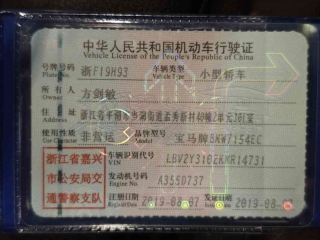 中华人民共和国机动车行驶证
Vehicle License of the People's Republic of China
号牌号码 浙F19H93 车辆类型 小型轿车
Plate No. Vehicle Type
所有人 方剑敏
Owner
住址
Address
使用性质 非营运 品牌型号 宝马牌BMW7154EC
Use Character Model
浙江省嘉兴市公安局交通警察支队
车辆识别代号
VIN
发动机号码 A355D737
Engine No.
注册日期 2019-08-07 发证日期 2019-08
Register Date Issue Date